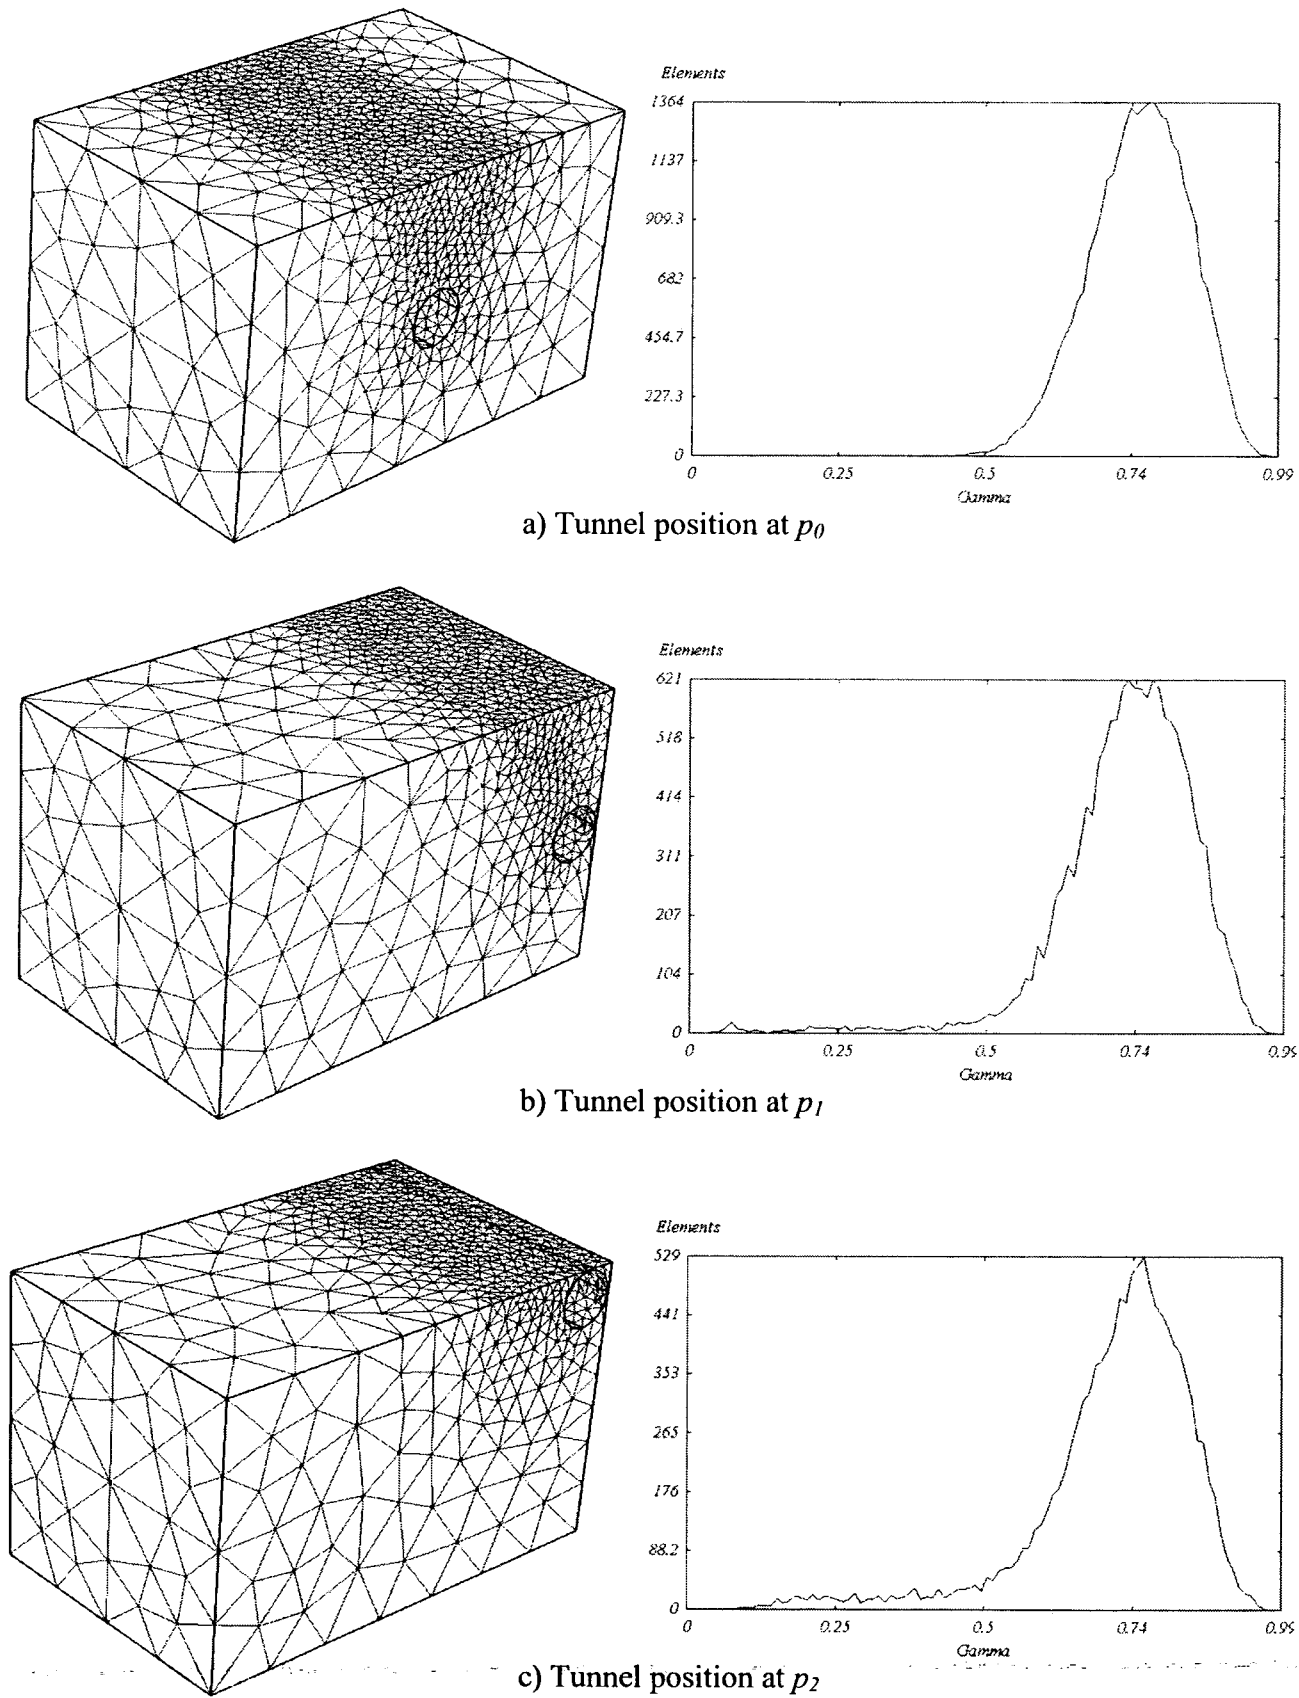 Elements
1364
1137
909.3
682
454.7
227.3
0
0 0.25 0.5 0.74 0.99
Gamma
a) Tunnel position at p0
Elements
621
518
414
311
207
104
0
0 0.25 0.5 0.74 0.99
Gamma
b) Tunnel position at p1
Elements
529
441
353
265
176
88.2
0
0 0.25 0.5 0.74 0.99
Gamma
c) Tunnel position at p2